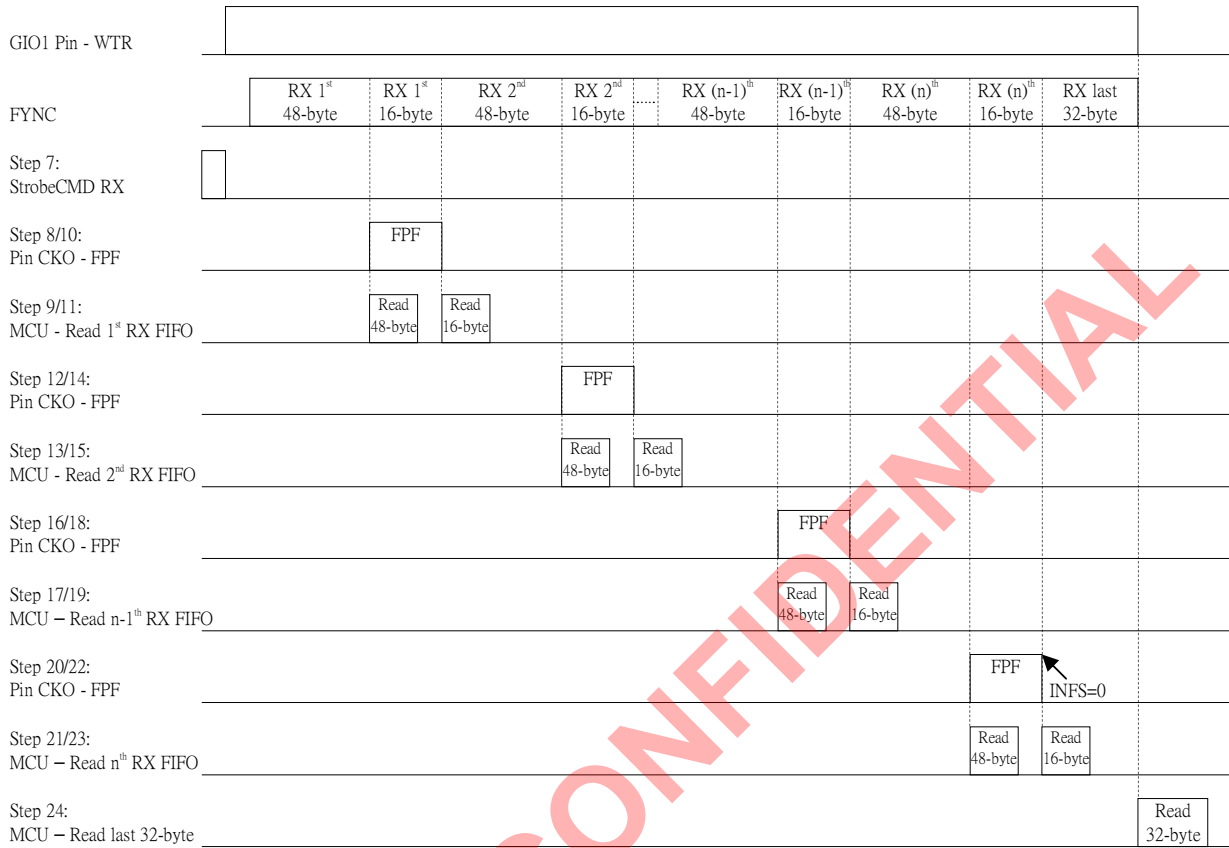 GIO1 Pin - WTR
FYNC
RX 1st RX 1st RX 2nd RX 2nd ...... RX (n-1)th RX (n-1)th RX (n)th RX (n)th RX last
48-byte 16-byte 48-byte 16-byte 48-byte 16-byte 48-byte 16-byte 32-byte
Step 7:
StrobeCMD RX
Step 8/10:
Pin CKO - FPF
FPF
Step 9/11:
MCU - Read 1st RX FIFO
Read Read
48-byte 16-byte
Step 12/14:
Pin CKO - FPF
FPF
Step 13/15:
MCU - Read 2nd RX FIFO
Read Read
48-byte 16-byte
Step 16/18:
Pin CKO - FPF
FPF
Step 17/19:
MCU – Read n-1th RX FIFO
Read Read
48-byte 16-byte
Step 20/22:
Pin CKO - FPF
FPF
INFS=0
Step 21/23:
MCU – Read nth RX FIFO
Read Read
48-byte 16-byte
Step 24:
MCU – Read last 32-byte
Read
32-byte
CONFIDENTIAL